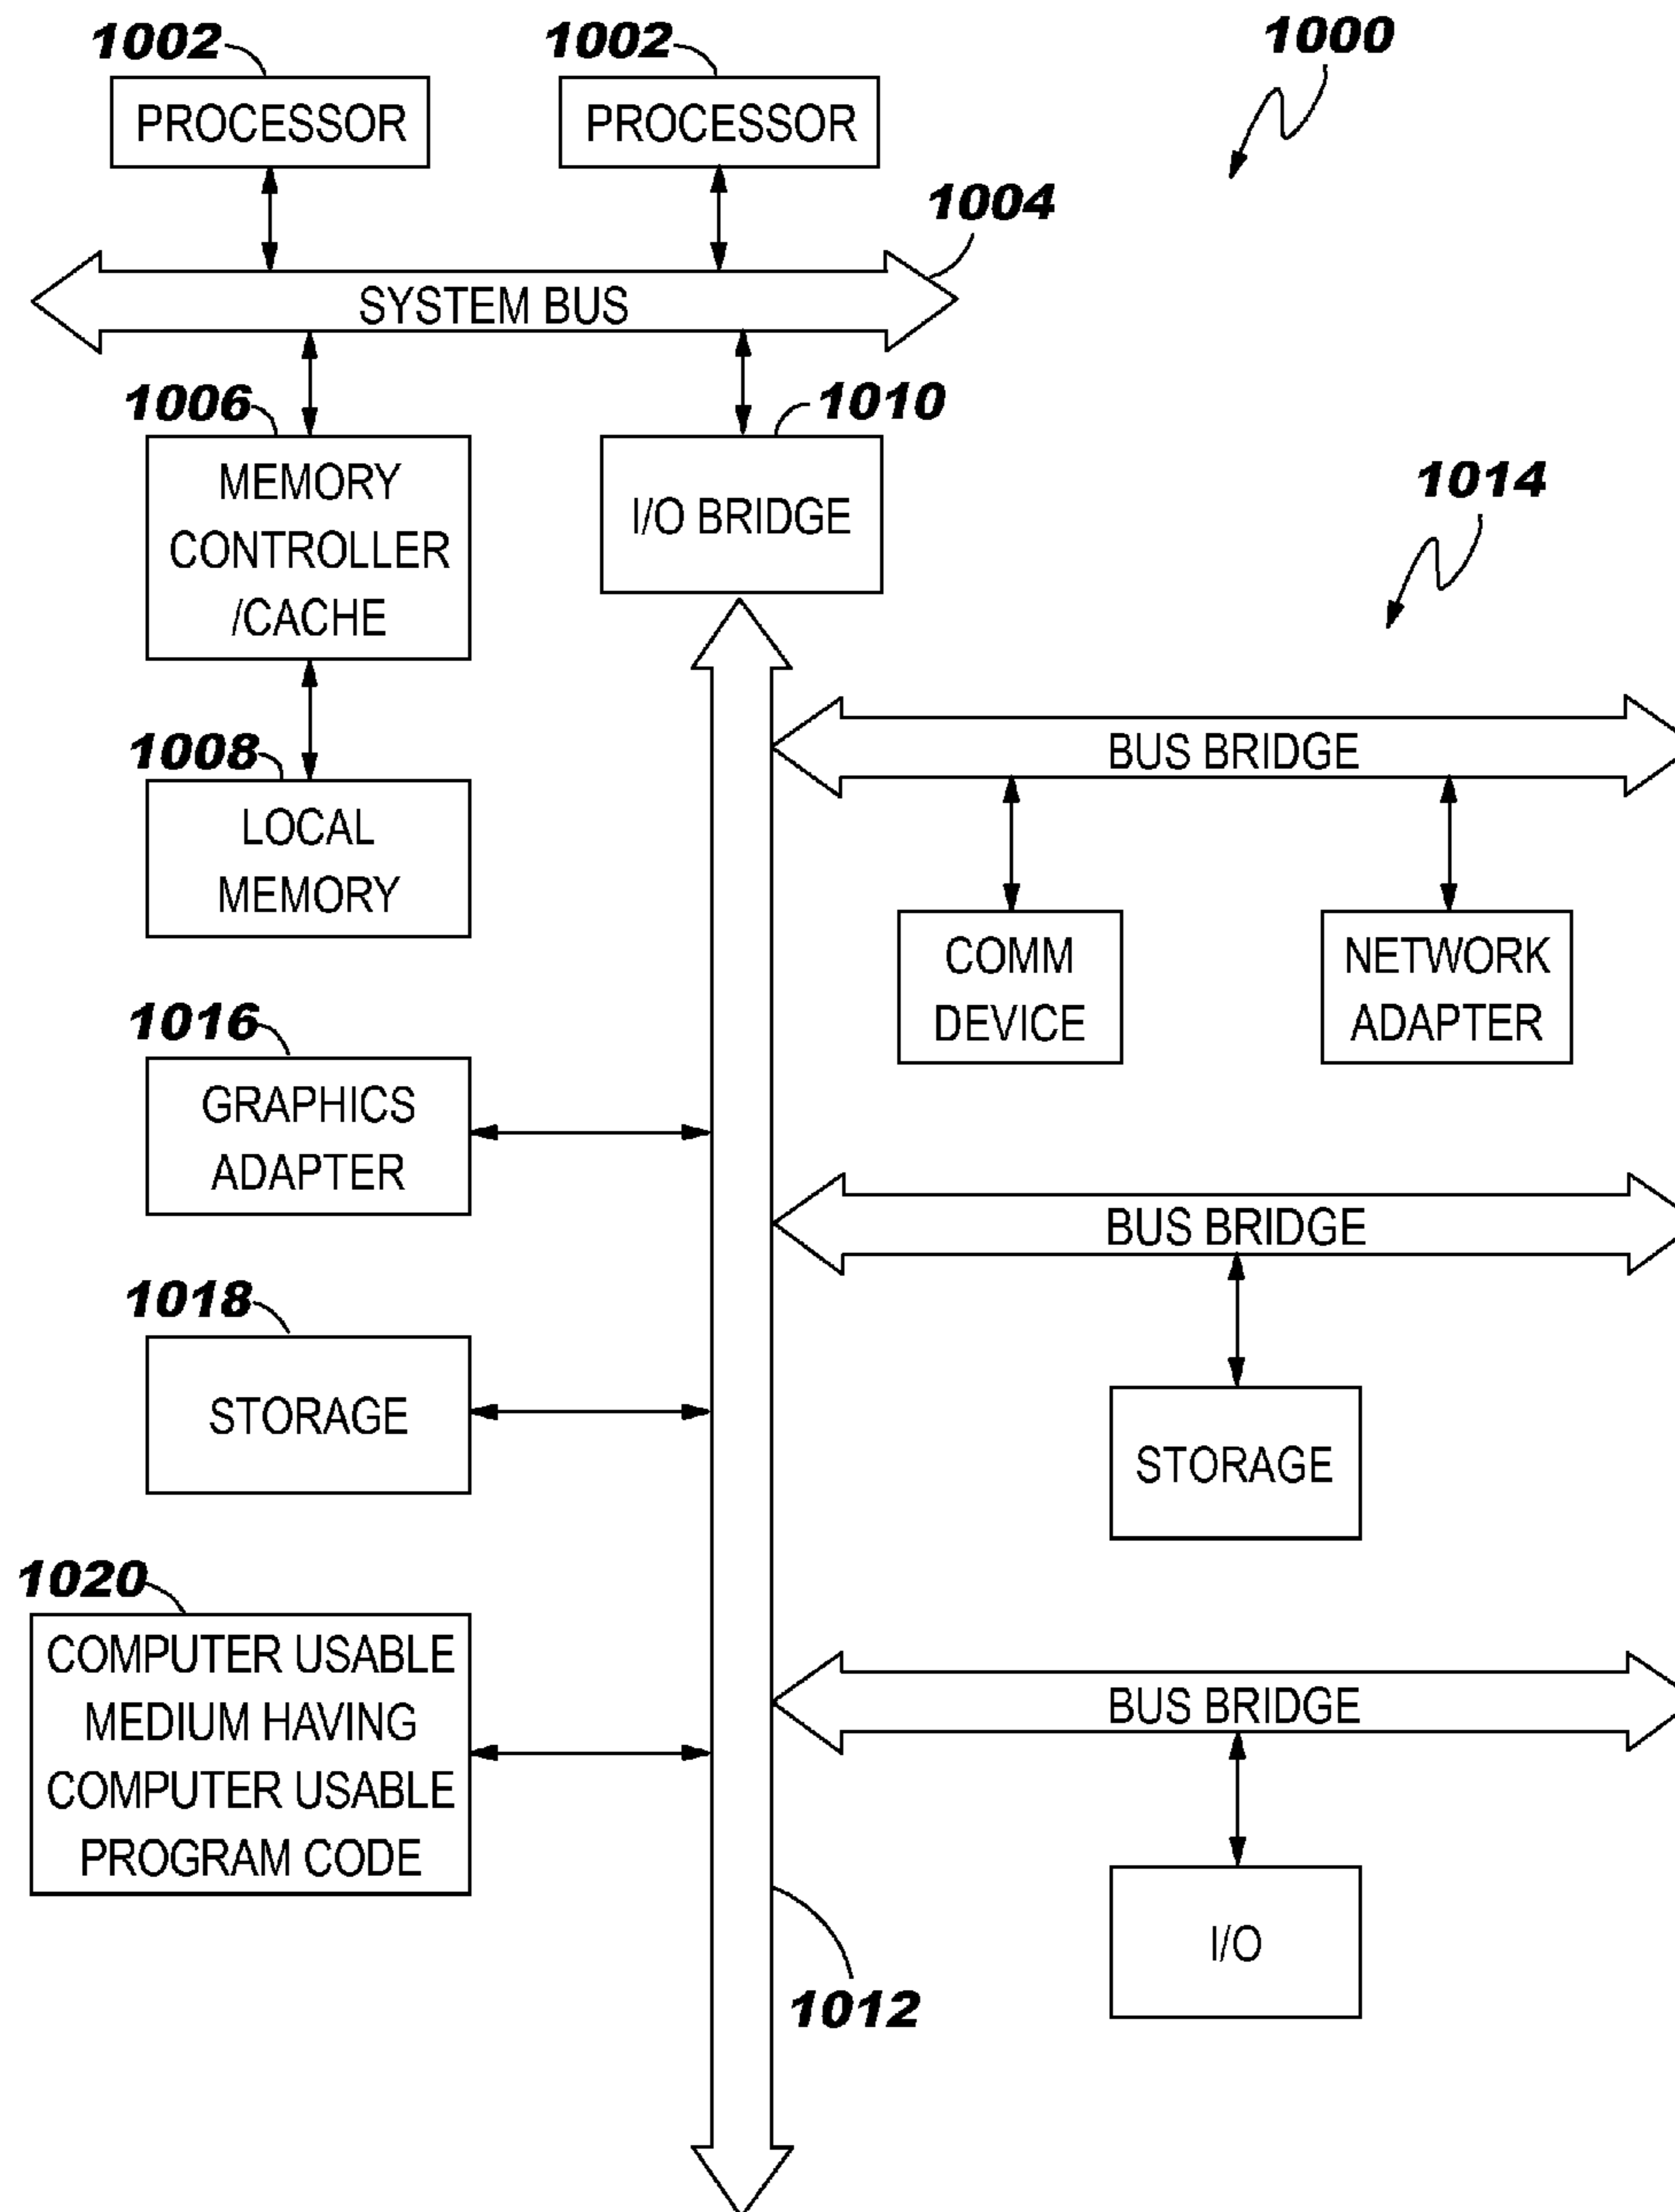 1002
1002
1000
PROCESSOR
PROCESSOR
1004
SYSTEM BUS
1006
1010
MEMORY
CONTROLLER
/CACHE
I/O BRIDGE
1014
1008
LOCAL
MEMORY
BUS BRIDGE
COMM
DEVICE
NETWORK
ADAPTER
1016
GRAPHICS
ADAPTER
BUS BRIDGE
1018
STORAGE
STORAGE
1020
COMPUTER USABLE
MEDIUM HAVING
COMPUTER USABLE
PROGRAM CODE
BUS BRIDGE
I/O
1012